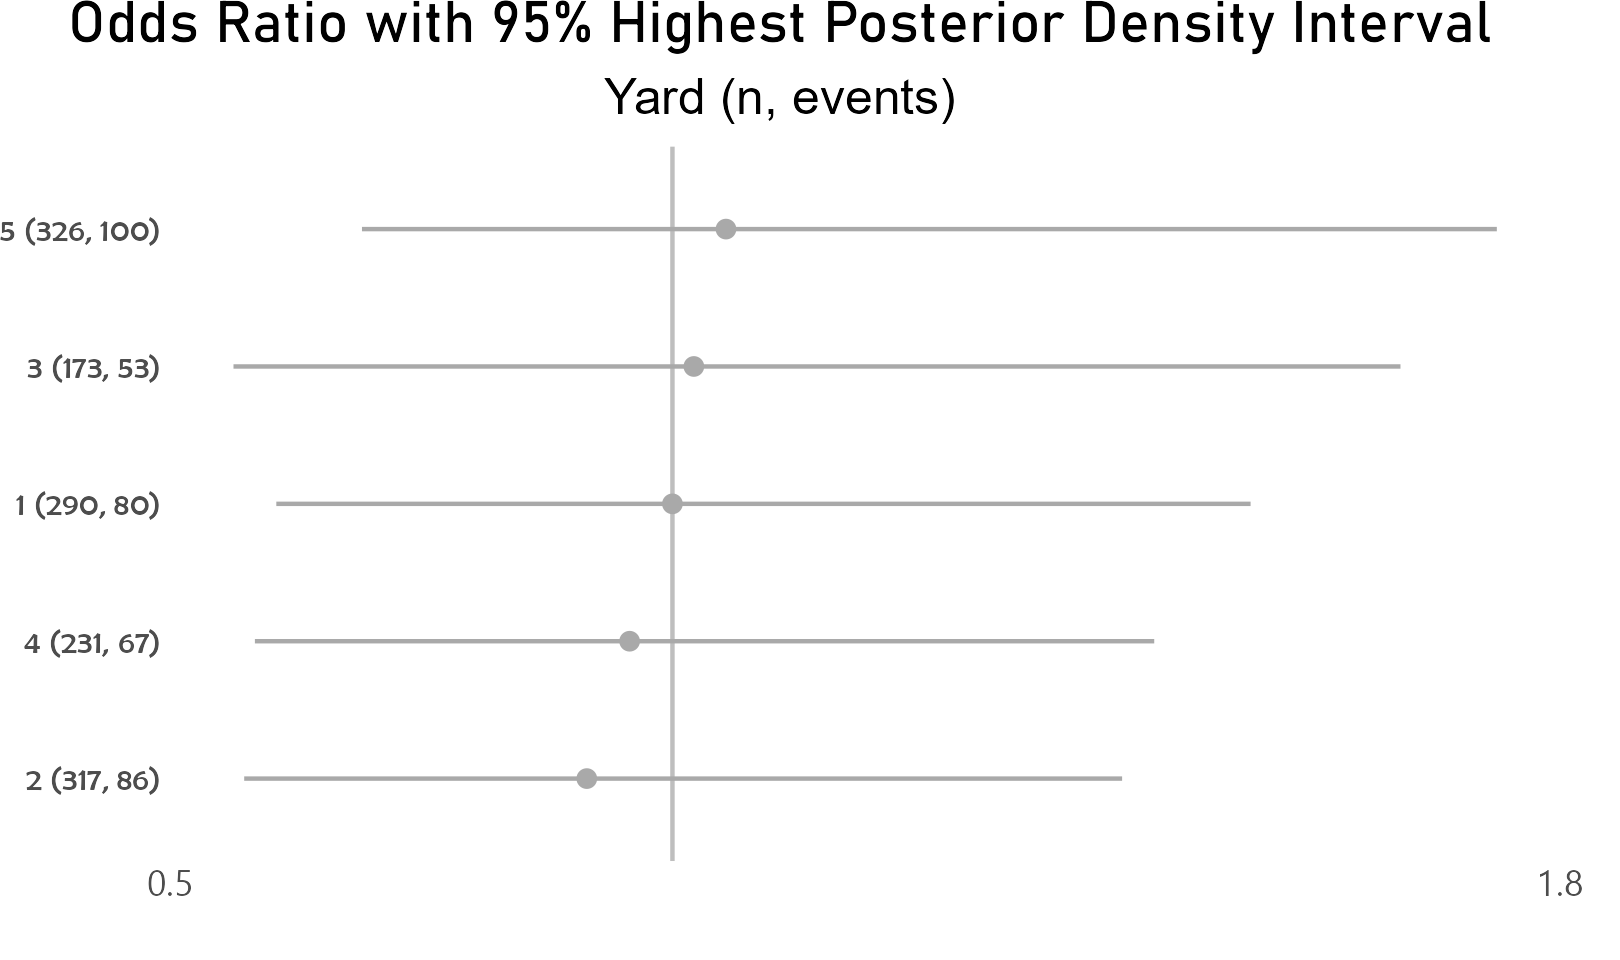 Odds Ratio with 95% Highest Posterior Density Interval
Yard (n, events)
5 (326, 100)
3 (173, 53)
1 (290, 80)
4 (231, 67)
2 (317, 86)
0.5 1.8